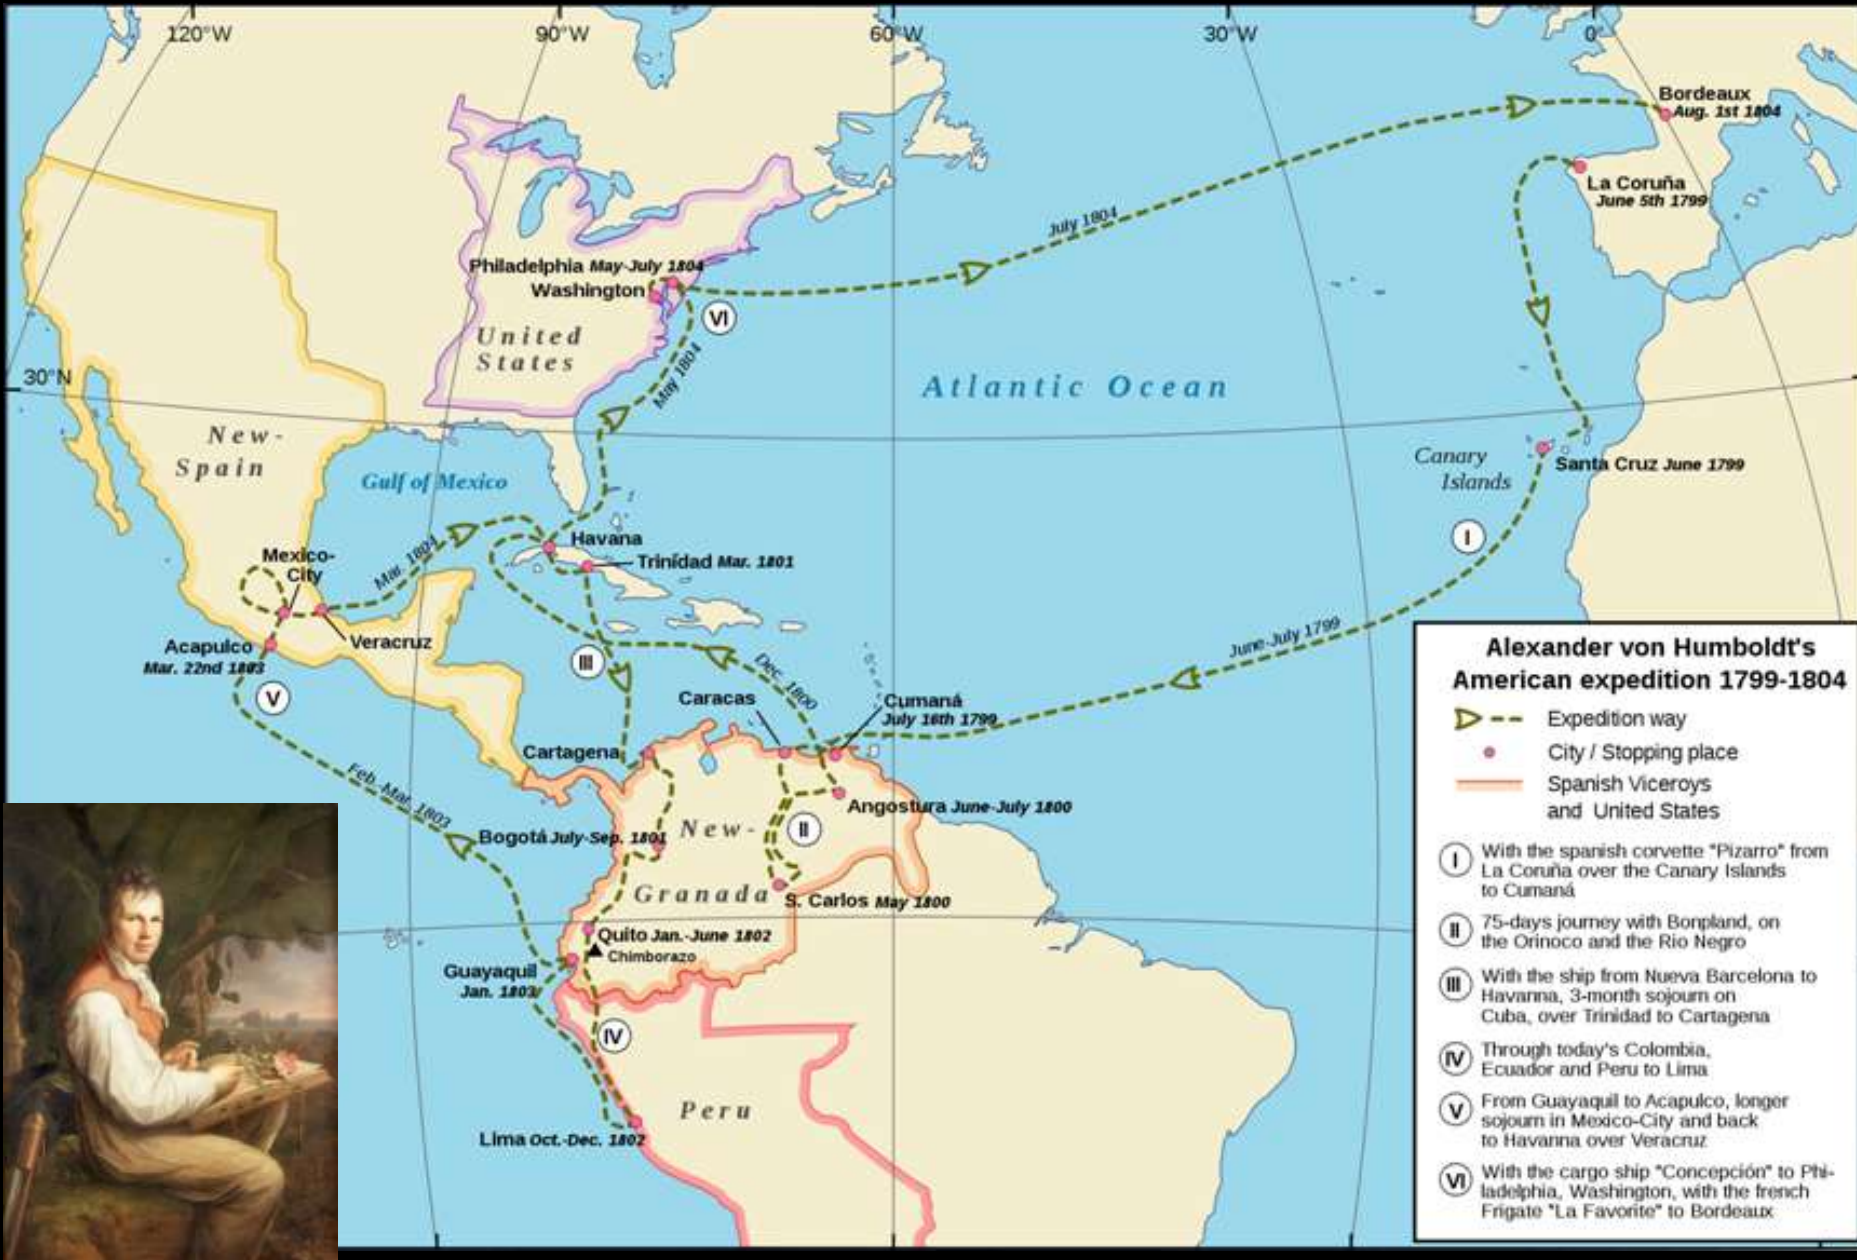 120°W
90°W
60°W
30°W
0°
Bordeaux
Aug. 1st 1804
La Coruña
June 5th 1799
July 1804
Philadelphia May-July 1804
Washington
VI
United
States
May 1804
Atlantic Ocean
30°N
New-
Spain
Gulf of Mexico
Canary
Islands
Santa Cruz June 1799
I
Havana
Trinidad Mar. 1801
Mar. 1804
Mexico-
City
Veracruz
Acapulco
Mar. 22nd 1803
V
III
June-July 1799
Dec. 1800
Caracas
Cumaná
July 16th 1799
Cartagena
Feb.-Mar. 1803
Angostura June-July 1800
II
Bogotá July-Sep. 1801
New-
Granada
S. Carlos May 1800
Quito Jan.-June 1802
Chimborazo
Guayaquil
Jan. 1803
IV
Peru
Lima Oct.-Dec. 1802
Alexander von Humboldt's
American expedition 1799-1804
Expedition way
City / Stopping place
Spanish Viceroys
and United States
I With the spanish corvette "Pizarro" from
La Coruña over the Canary Islands
to Cumaná
II 75-days journey with Bonpland, on
the Orinoco and the Rio Negro
III With the ship from Nueva Barcelona to
Havanna, 3-month sojourn on
Cuba, over Trinidad to Cartagena
IV Through today's Colombia,
Ecuador and Peru to Lima
V From Guayaquil to Acapulco, longer
sojourn in Mexico-City and back
to Havanna over Veracruz
VI With the cargo ship "Concepción" to Phi-
ladelphia, Washington, with the french
Frigate "La Favorite" to Bordeaux